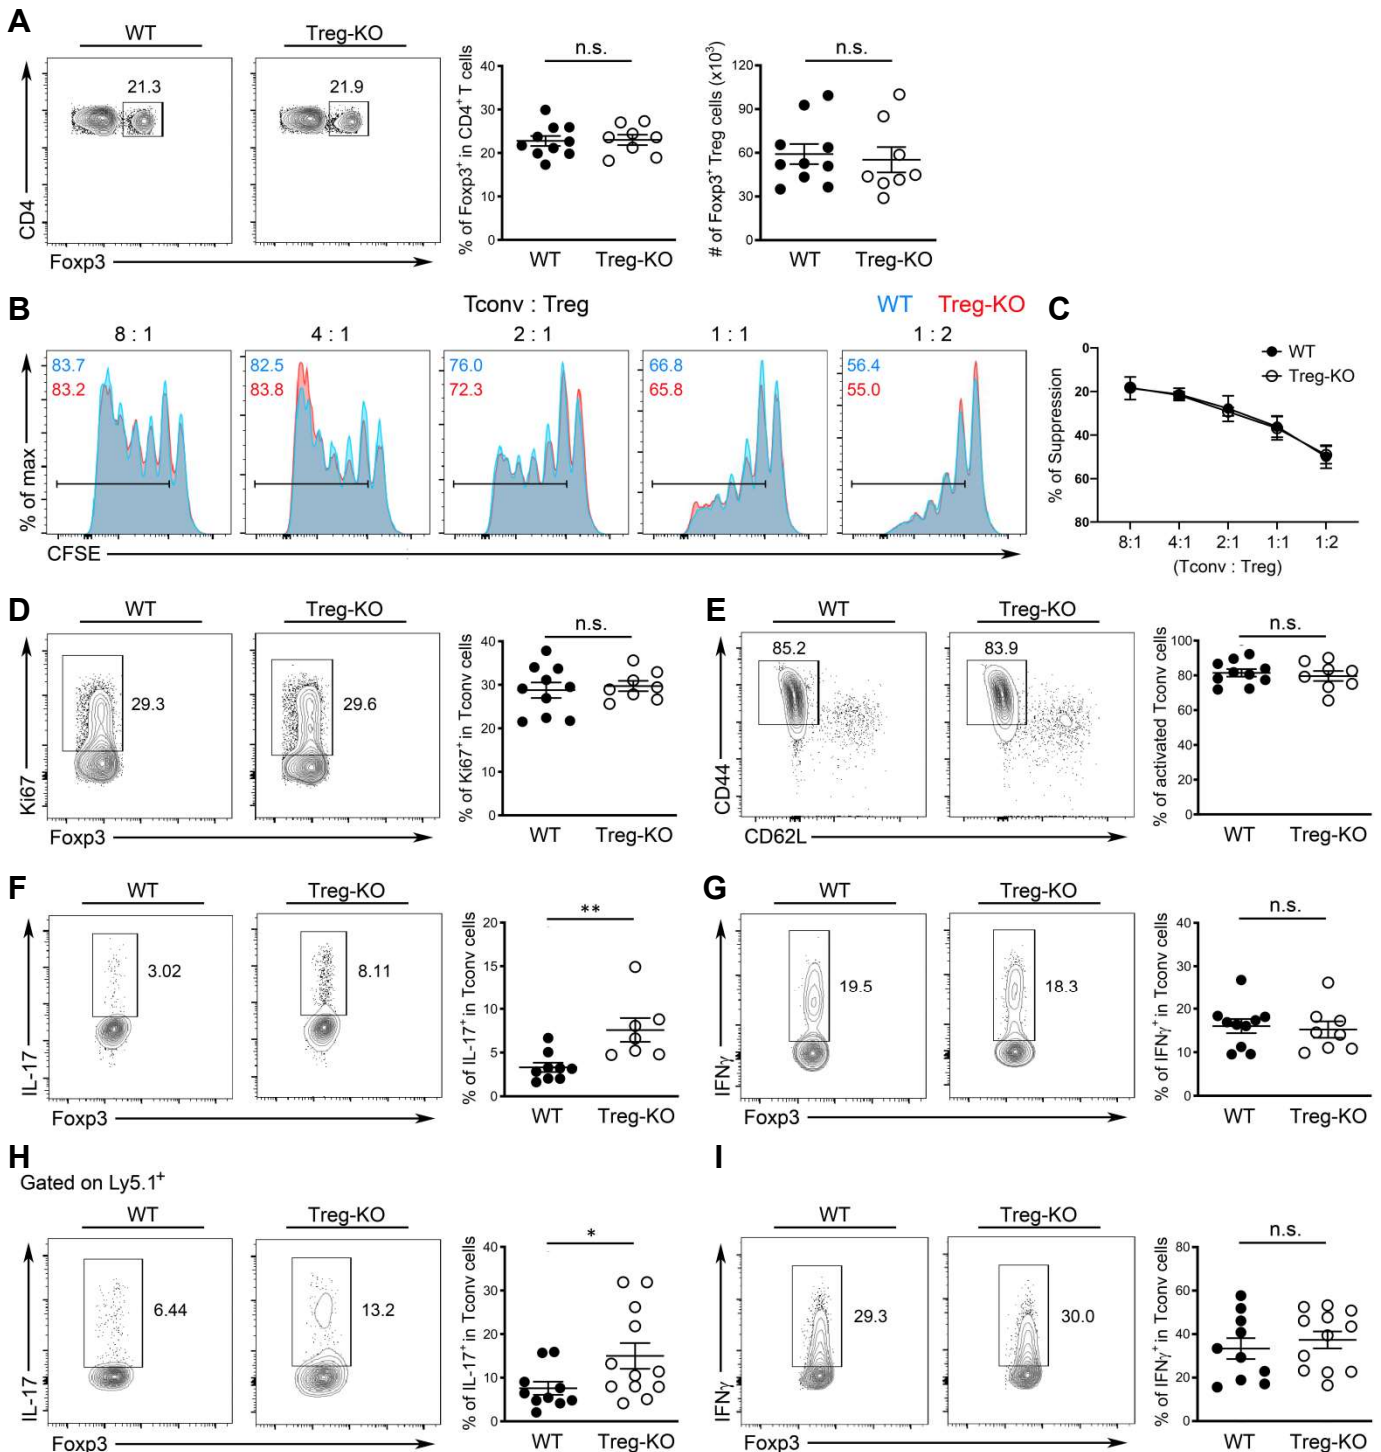 A
WT
Treg-KO
21.3
21.9
CD4
Foxp3
% of Foxp3⁺ in CD4⁺ T cells
n.s.
50
40
30
20
10
0
WT
Treg-KO
# of Foxp3⁺ Treg cells (x10³)
n.s.
120
90
60
30
0
WT
Treg-KO
B
Tconv : Treg
WT
Treg-KO
8 : 1
4 : 1
2 : 1
1 : 1
1 : 2
83.7
83.2
82.5
83.8
76.0
72.3
66.8
65.8
56.4
55.0
% of max
CFSE
C
WT
Treg-KO
% of Suppression
0
20
40
60
80
8:1
4:1
2:1
1:1
1:2
(Tconv : Treg)
D
WT
Treg-KO
29.3
29.6
Ki67
Foxp3
% of Ki67⁺ in Tconv cells
n.s.
40
30
20
10
0
WT
Treg-KO
E
WT
Treg-KO
85.2
83.9
CD44
CD62L
% of activated Tconv cells
n.s.
100
80
60
40
20
0
WT
Treg-KO
F
WT
Treg-KO
3.02
8.11
IL-17
Foxp3
% of IL-17⁺ in Tconv cells
**
20
15
10
5
0
WT
Treg-KO
G
WT
Treg-KO
19.5
18.3
IFNγ
Foxp3
% of IFNγ⁺ in Tconv cells
n.s.
40
30
20
10
0
WT
Treg-KO
H
Gated on Ly5.1⁺
WT
Treg-KO
6.44
13.2
IL-17
Foxp3
% of IL-17⁺ in Tconv cells
*
40
30
20
10
0
WT
Treg-KO
I
WT
Treg-KO
29.3
30.0
IFNγ
Foxp3
% of IFNγ⁺ in Tconv cells
n.s.
80
60
40
20
0
WT
Treg-KO